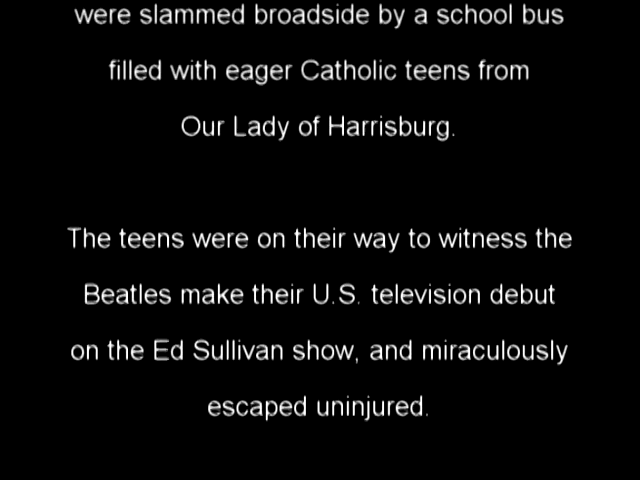 were slammed broadside by a school bus
filled with eager Catholic teens from
Our Lady of Harrisburg.
The teens were on their way to witness the
Beatles make their U.S. television debut
on the Ed Sullivan show, and miraculously
escaped uninjured.